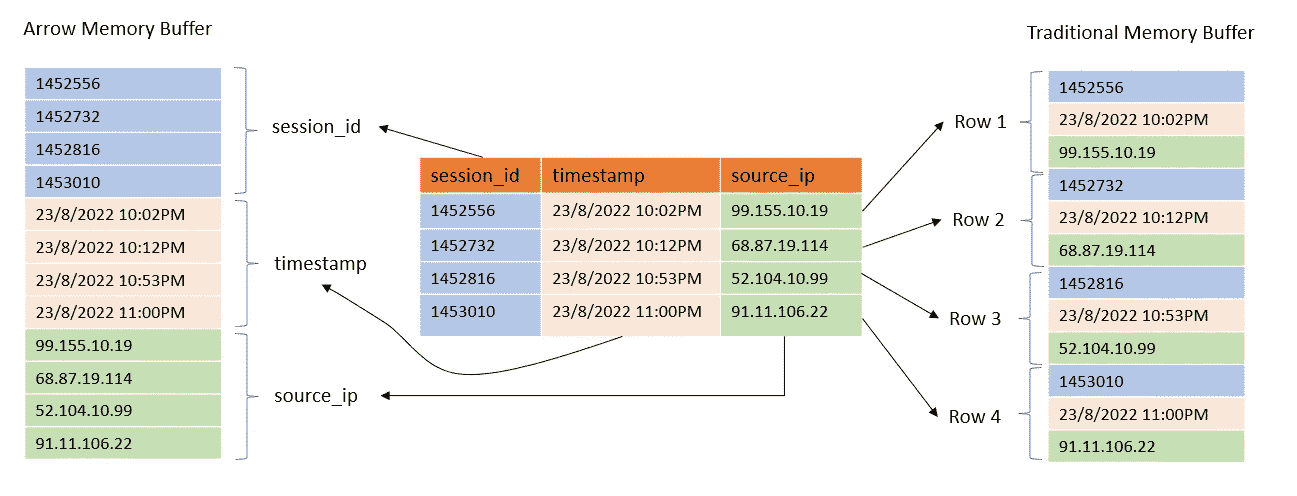 Arrow Memory Buffer
1452556
1452732
1452816
1453010
23/8/2022 10:02PM
23/8/2022 10:12PM
23/8/2022 10:53PM
23/8/2022 11:00PM
99.155.10.19
68.87.19.114
52.104.10.99
91.11.106.22
session_id
timestamp
source_ip
session_id timestamp source_ip
1452556 23/8/2022 10:02PM 99.155.10.19
1452732 23/8/2022 10:12PM 68.87.19.114
1452816 23/8/2022 10:53PM 52.104.10.99
1453010 23/8/2022 11:00PM 91.11.106.22
Row 1
Row 2
Row 3
Row 4
Traditional Memory Buffer
1452556
23/8/2022 10:02PM
99.155.10.19
1452732
23/8/2022 10:12PM
68.87.19.114
1452816
23/8/2022 10:53PM
52.104.10.99
1453010
23/8/2022 11:00PM
91.11.106.22